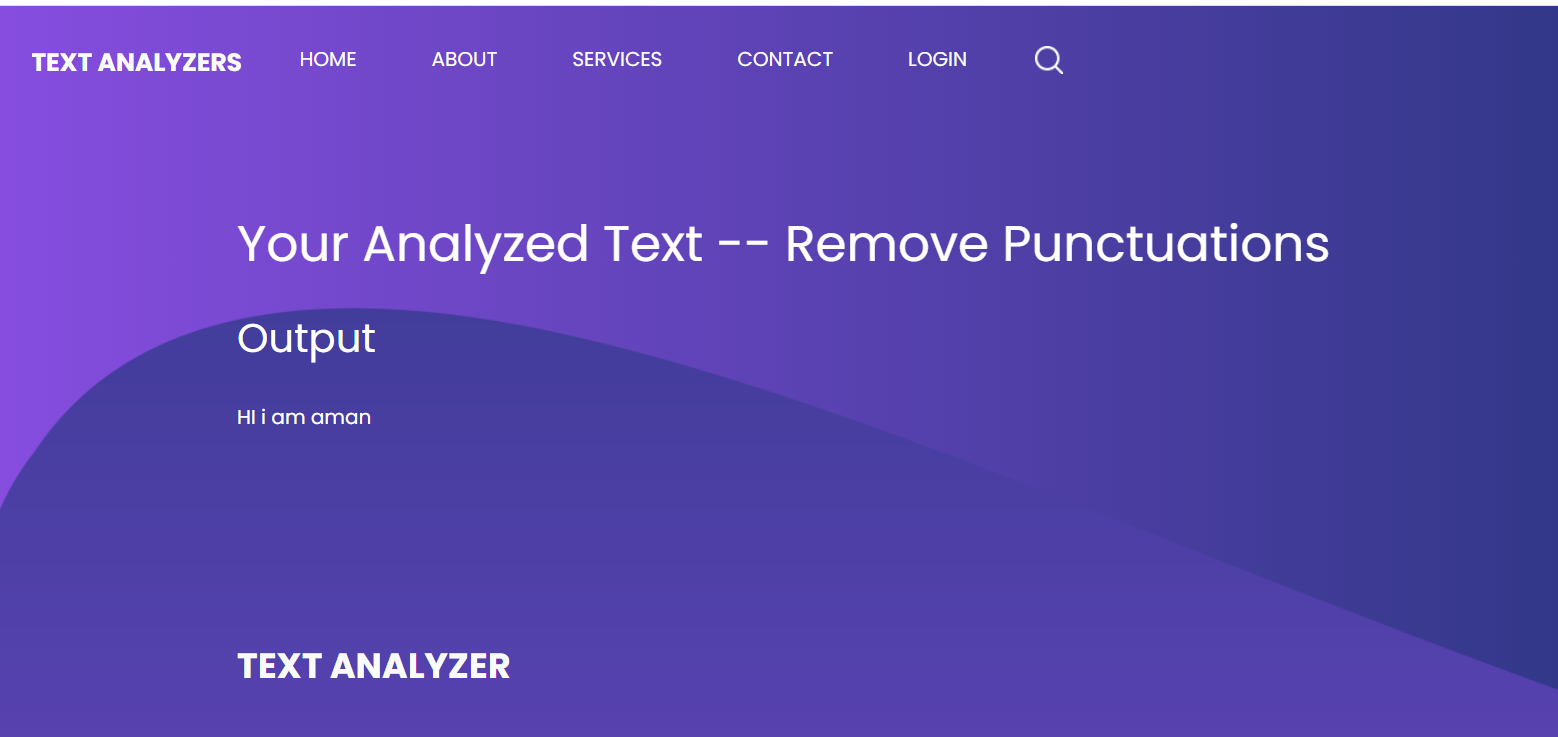 TEXT ANALYZERS HOME ABOUT SERVICES CONTACT LOGIN
Your Analyzed Text -- Remove Punctuations
Output
HI i am aman
TEXT ANALYZER